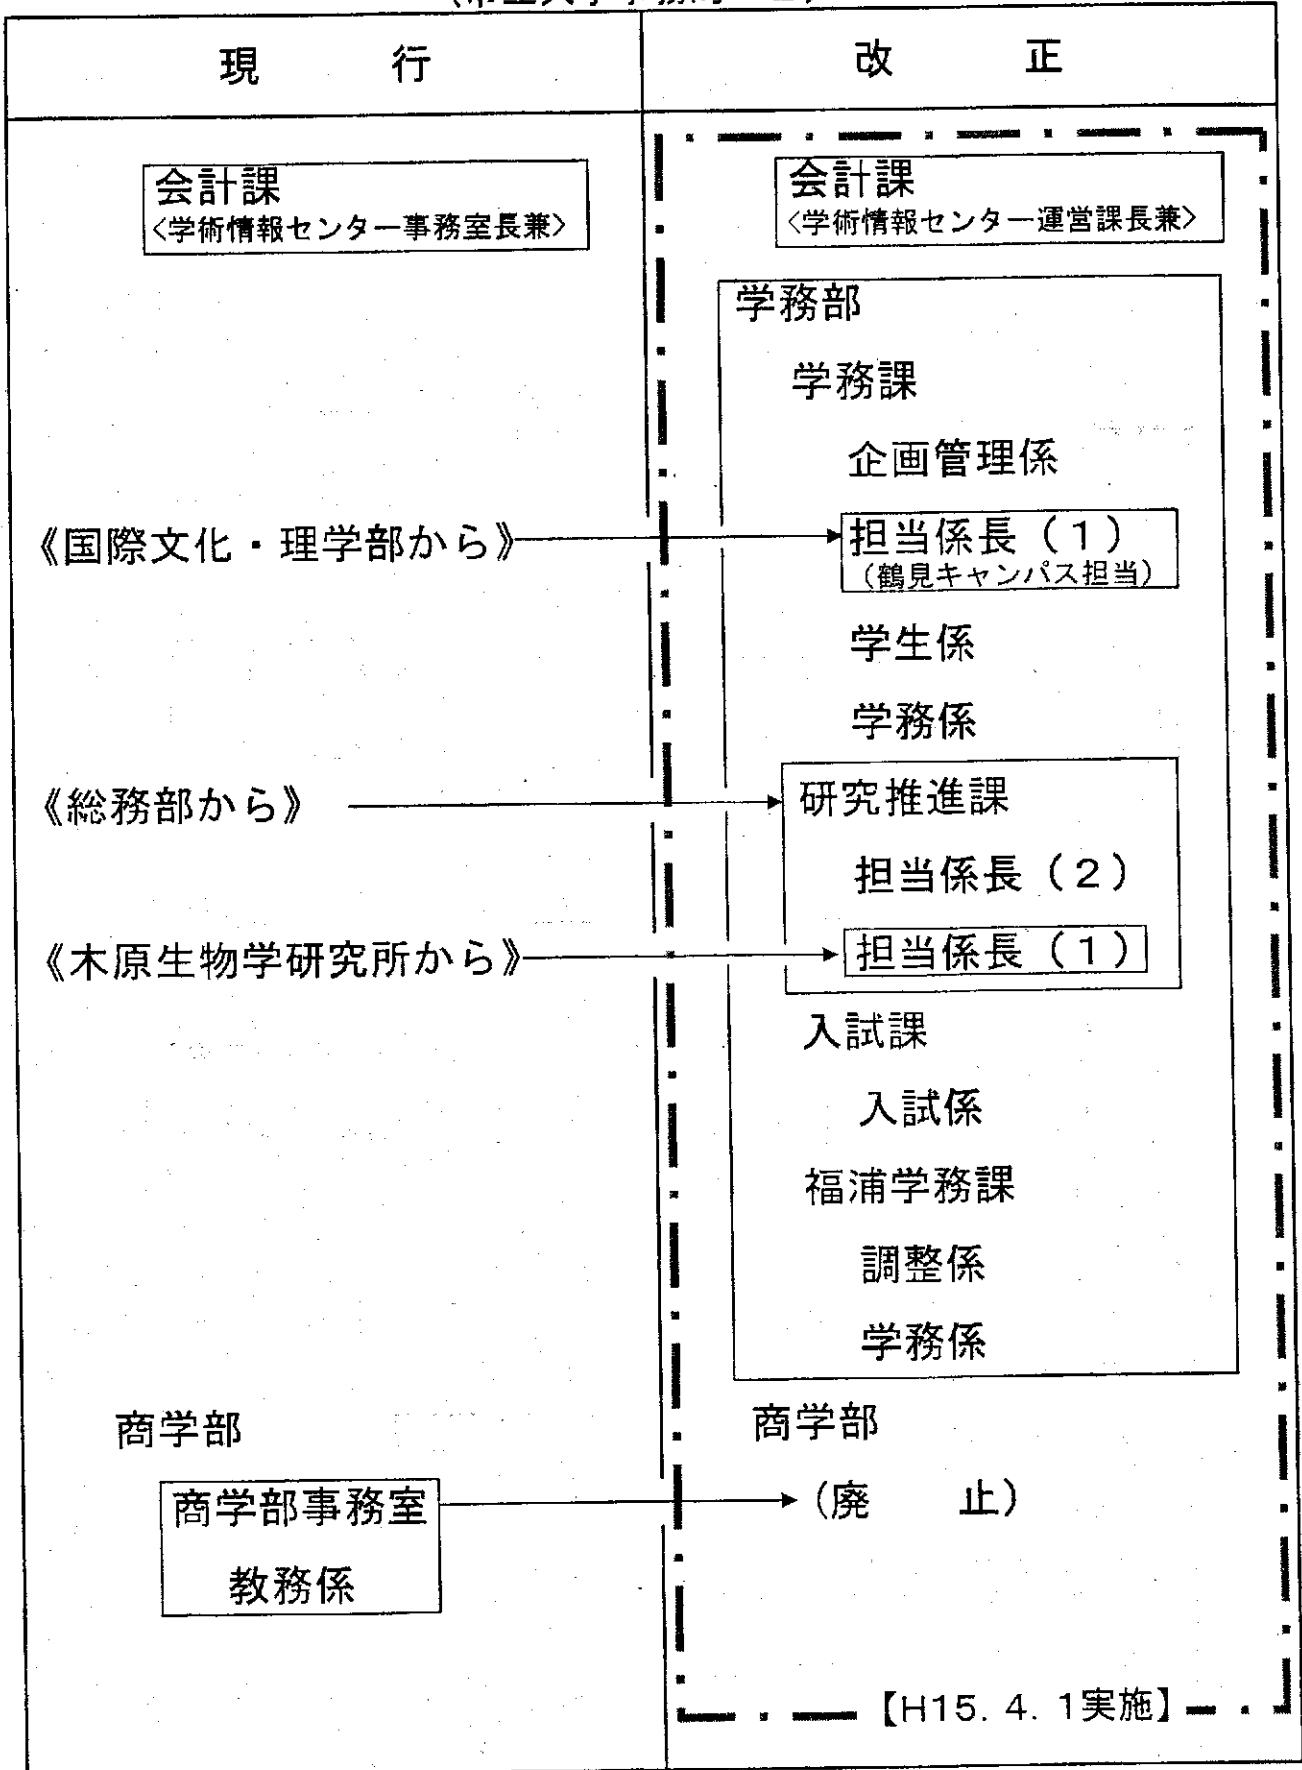 現　　行
改　　正
会計課
<学術情報センター事務室長兼>
会計課
<学術情報センター運営課長兼>
学務部
学務課
企画管理係
《国際文化・理学部から》
担当係長（1）
（鶴見キャンパス担当）
学生係
学務係
《総務部から》
研究推進課
担当係長（2）
《木原生物学研究所から》
担当係長（1）
入試課
入試係
福浦学務課
調整係
学務係
商学部
商学部
商学部事務室
（廃　　止）
教務係
【H15. 4. 1実施】